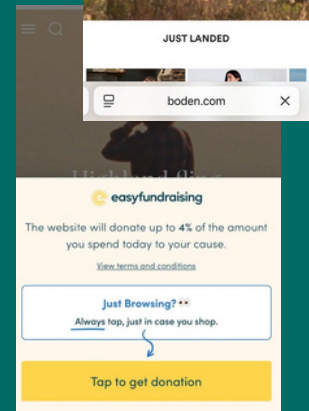 JUST LANDED
boden.com
Highland fling
easyfundraising
The website will donate up to 4% of the amount
you spend today to your cause.
View terms and conditions
Just Browsing? 👀
Always tap, just in case you shop.
Tap to get donation